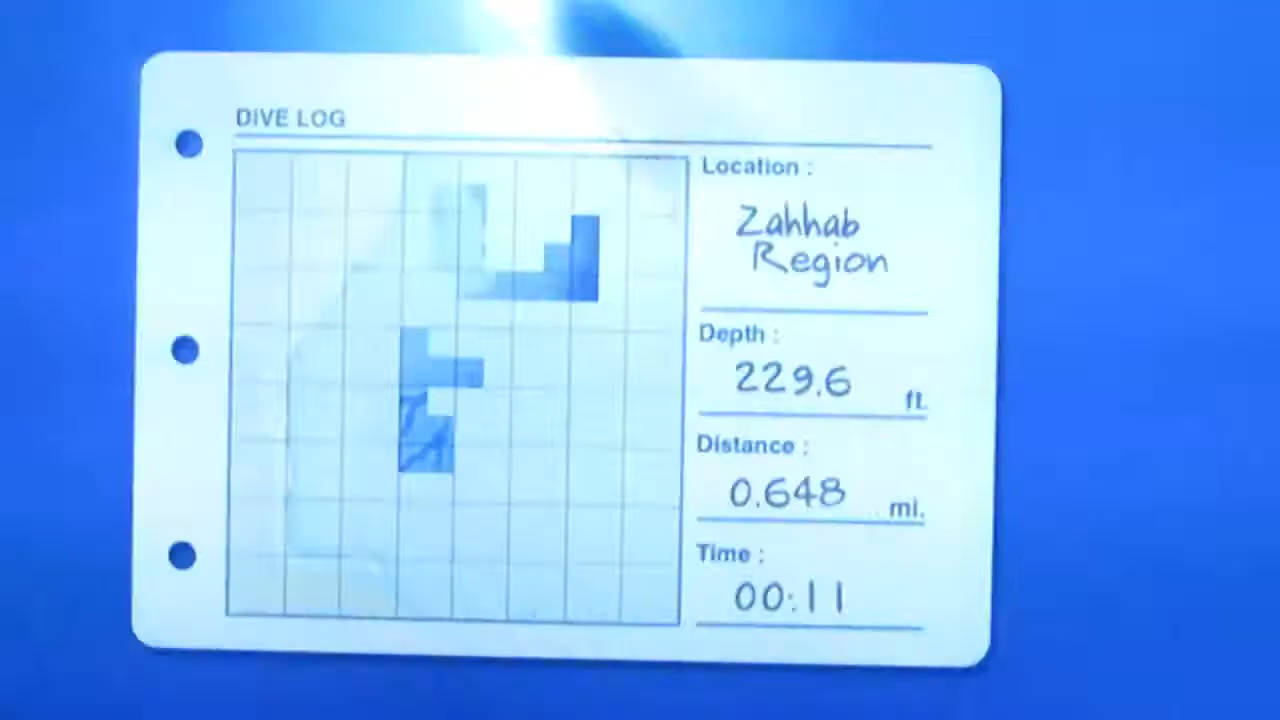 DIVE LOG
Location :
Zahhab
Region
Depth :
229.6 ft.
Distance :
0.648 mi.
Time :
00:11